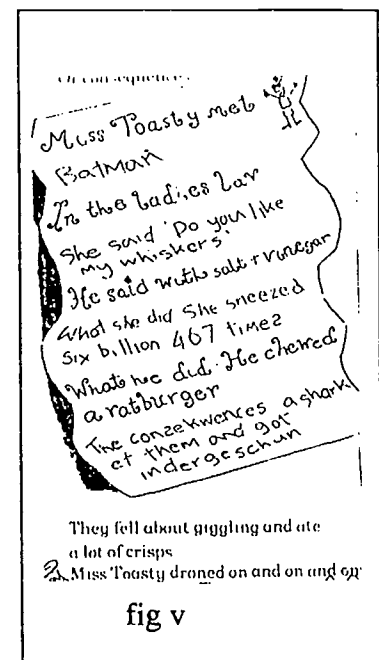 Of consequences
Miss Toasty met
BatMan
In the Ladies Lav
She said 'Do you like
my whiskers'
He said with salt + vinegar
What she did She sneezed
Six billion 467 times
What he did. He chewed
a ratburger
The conzekwences a shark
et them and got
indergeschun
They fell about giggling and ate
a lot of crisps
Miss Toasty droned on and on and on
fig v